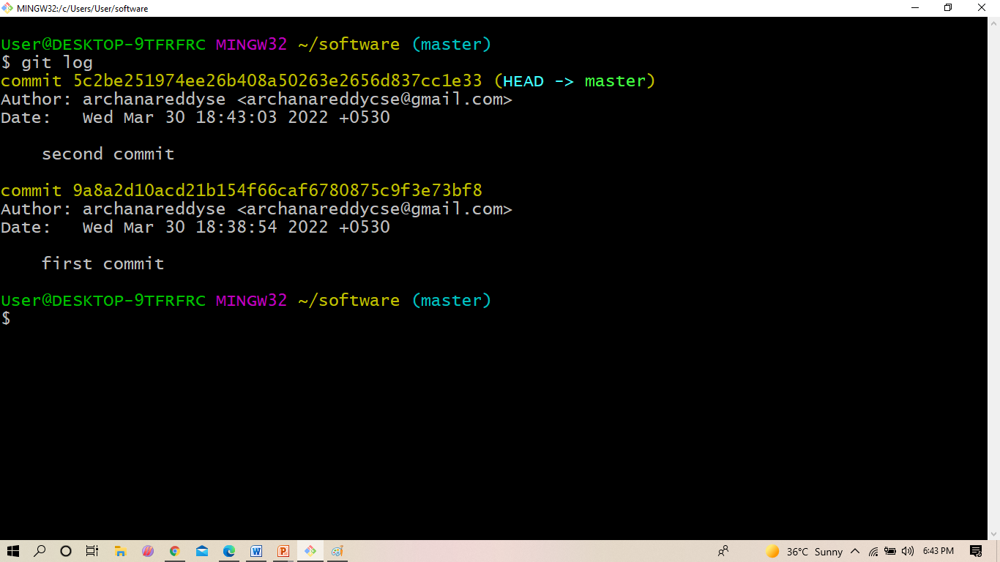 MINGW32:/c/Users/User/software
User@DESKTOP-9TFRFRC MINGW32 ~/software (master)
$ git log
commit 5c2be251974ee26b408a50263e2656d837cc1e33 (HEAD -> master)
Author: archanareddyse <archanareddycse@gmail.com>
Date:   Wed Mar 30 18:43:03 2022 +0530
second commit
commit 9a8a2d10acd21b154f66caf6780875c9f3e73bf8
Author: archanareddyse <archanareddycse@gmail.com>
Date:   Wed Mar 30 18:38:54 2022 +0530
first commit
User@DESKTOP-9TFRFRC MINGW32 ~/software (master)
$
36°C Sunny 6:43 PM